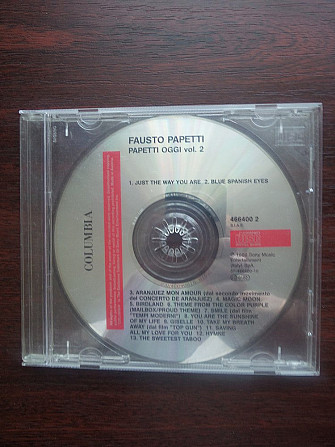 FAUSTO PAPETTI
PAPETTI OGGI vol. 2
1. JUST THE WAY YOU ARE 2. BLUE SPANISH EYES
COLUMBIA
466400 2
3. ARANJUEZ MON AMOUR (dal secondo movimento
del CONCERTO DE ARANJUEZ) 4. MAGIC MOON
5. BIRDLAND 6. THEME FROM THE COLOR PURPLE
(MAILBOX/PROUD THEME) 7. SMILE (dal film
"TEMPI MODERNI") 8. YOU ARE THE SUNSHINE
OF MY LIFE 9. GISELLE 10. TAKE MY BREATH
AWAY (dal film "TOP GUN") 11. SAVING
ALL MY LOVE FOR YOU 12. HYMNE
13. THE SWEETEST TABOO